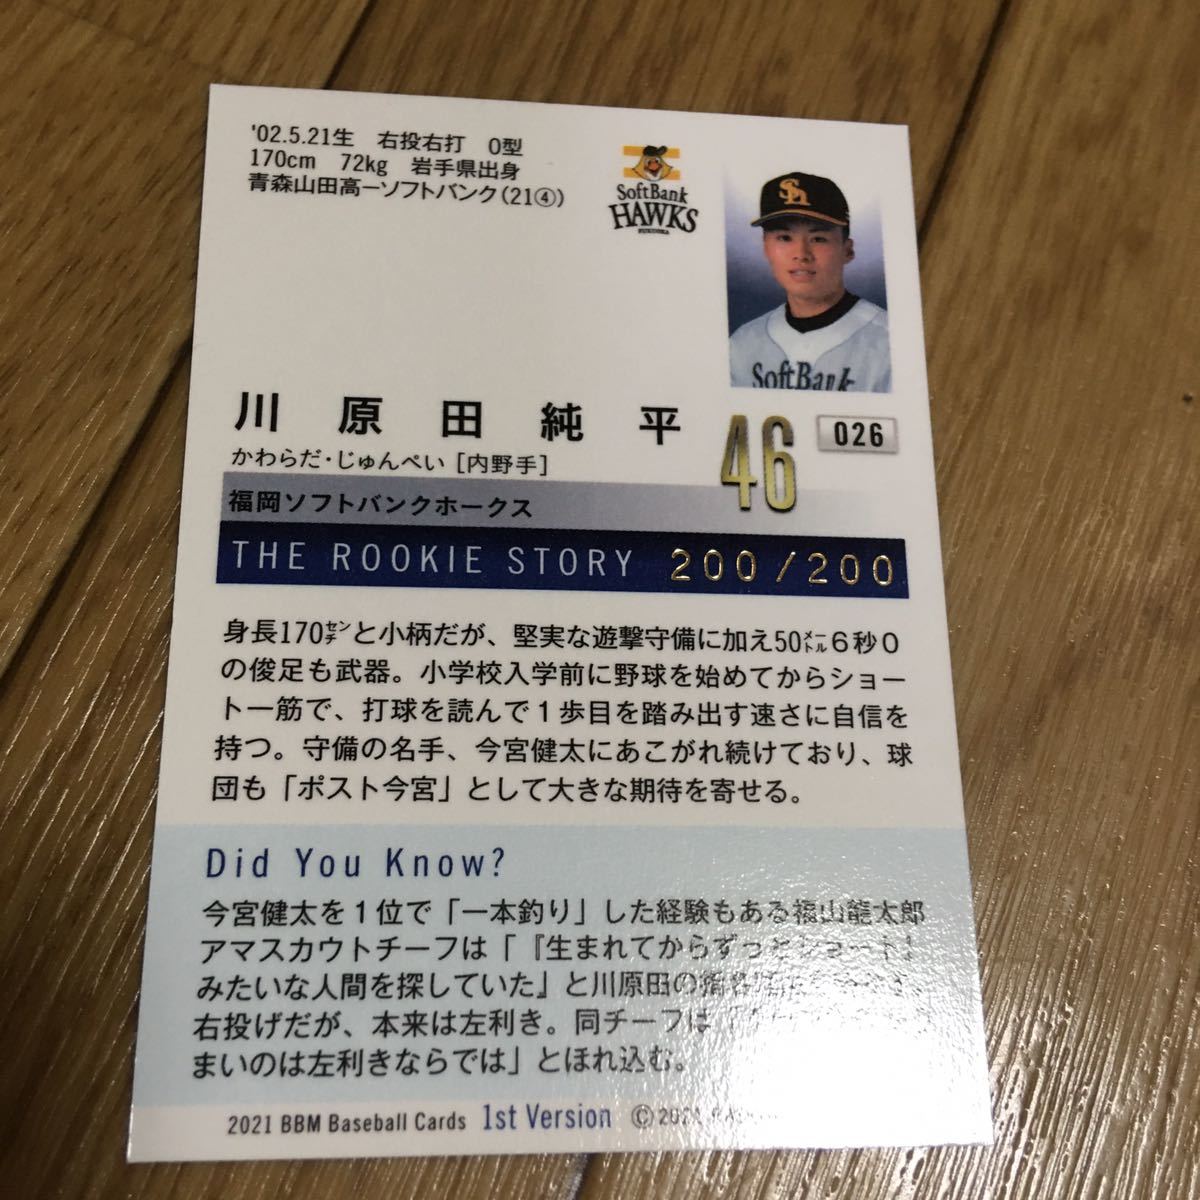 '02.5.21生 右投右打 O型
170cm 72kg 岩手県出身
青森山田高ーソフトバンク(21④)
SoftBank
HAWKS
FUKUOKA
SH
SoftBank
川原田純平
46
026
かわらだ・じゅんぺい [内野手]
福岡ソフトバンクホークス
THE ROOKIE STORY 200/200
身長170㌢と小柄だが、堅実な遊撃守備に加え50㍍6秒0
の俊足も武器。小学校入学前に野球を始めてからショー
ト一筋で、打球を読んで1歩目を踏み出す速さに自信を
持つ。守備の名手、今宮健太にあこがれ続けており、球
団も「ポスト今宮」として大きな期待を寄せる。
Did You Know?
今宮健太を1位で「一本釣り」した経験もある福山龍太郎
アマスカウトチーフは「『生まれてからずっとショート』
みたいな人間を探していた」と川原田の指名
右投げだが、本来は左利き。同チーフは「
まいのは左利きならでは」とほれ込む。
2021 BBM Baseball Cards 1st Version ©